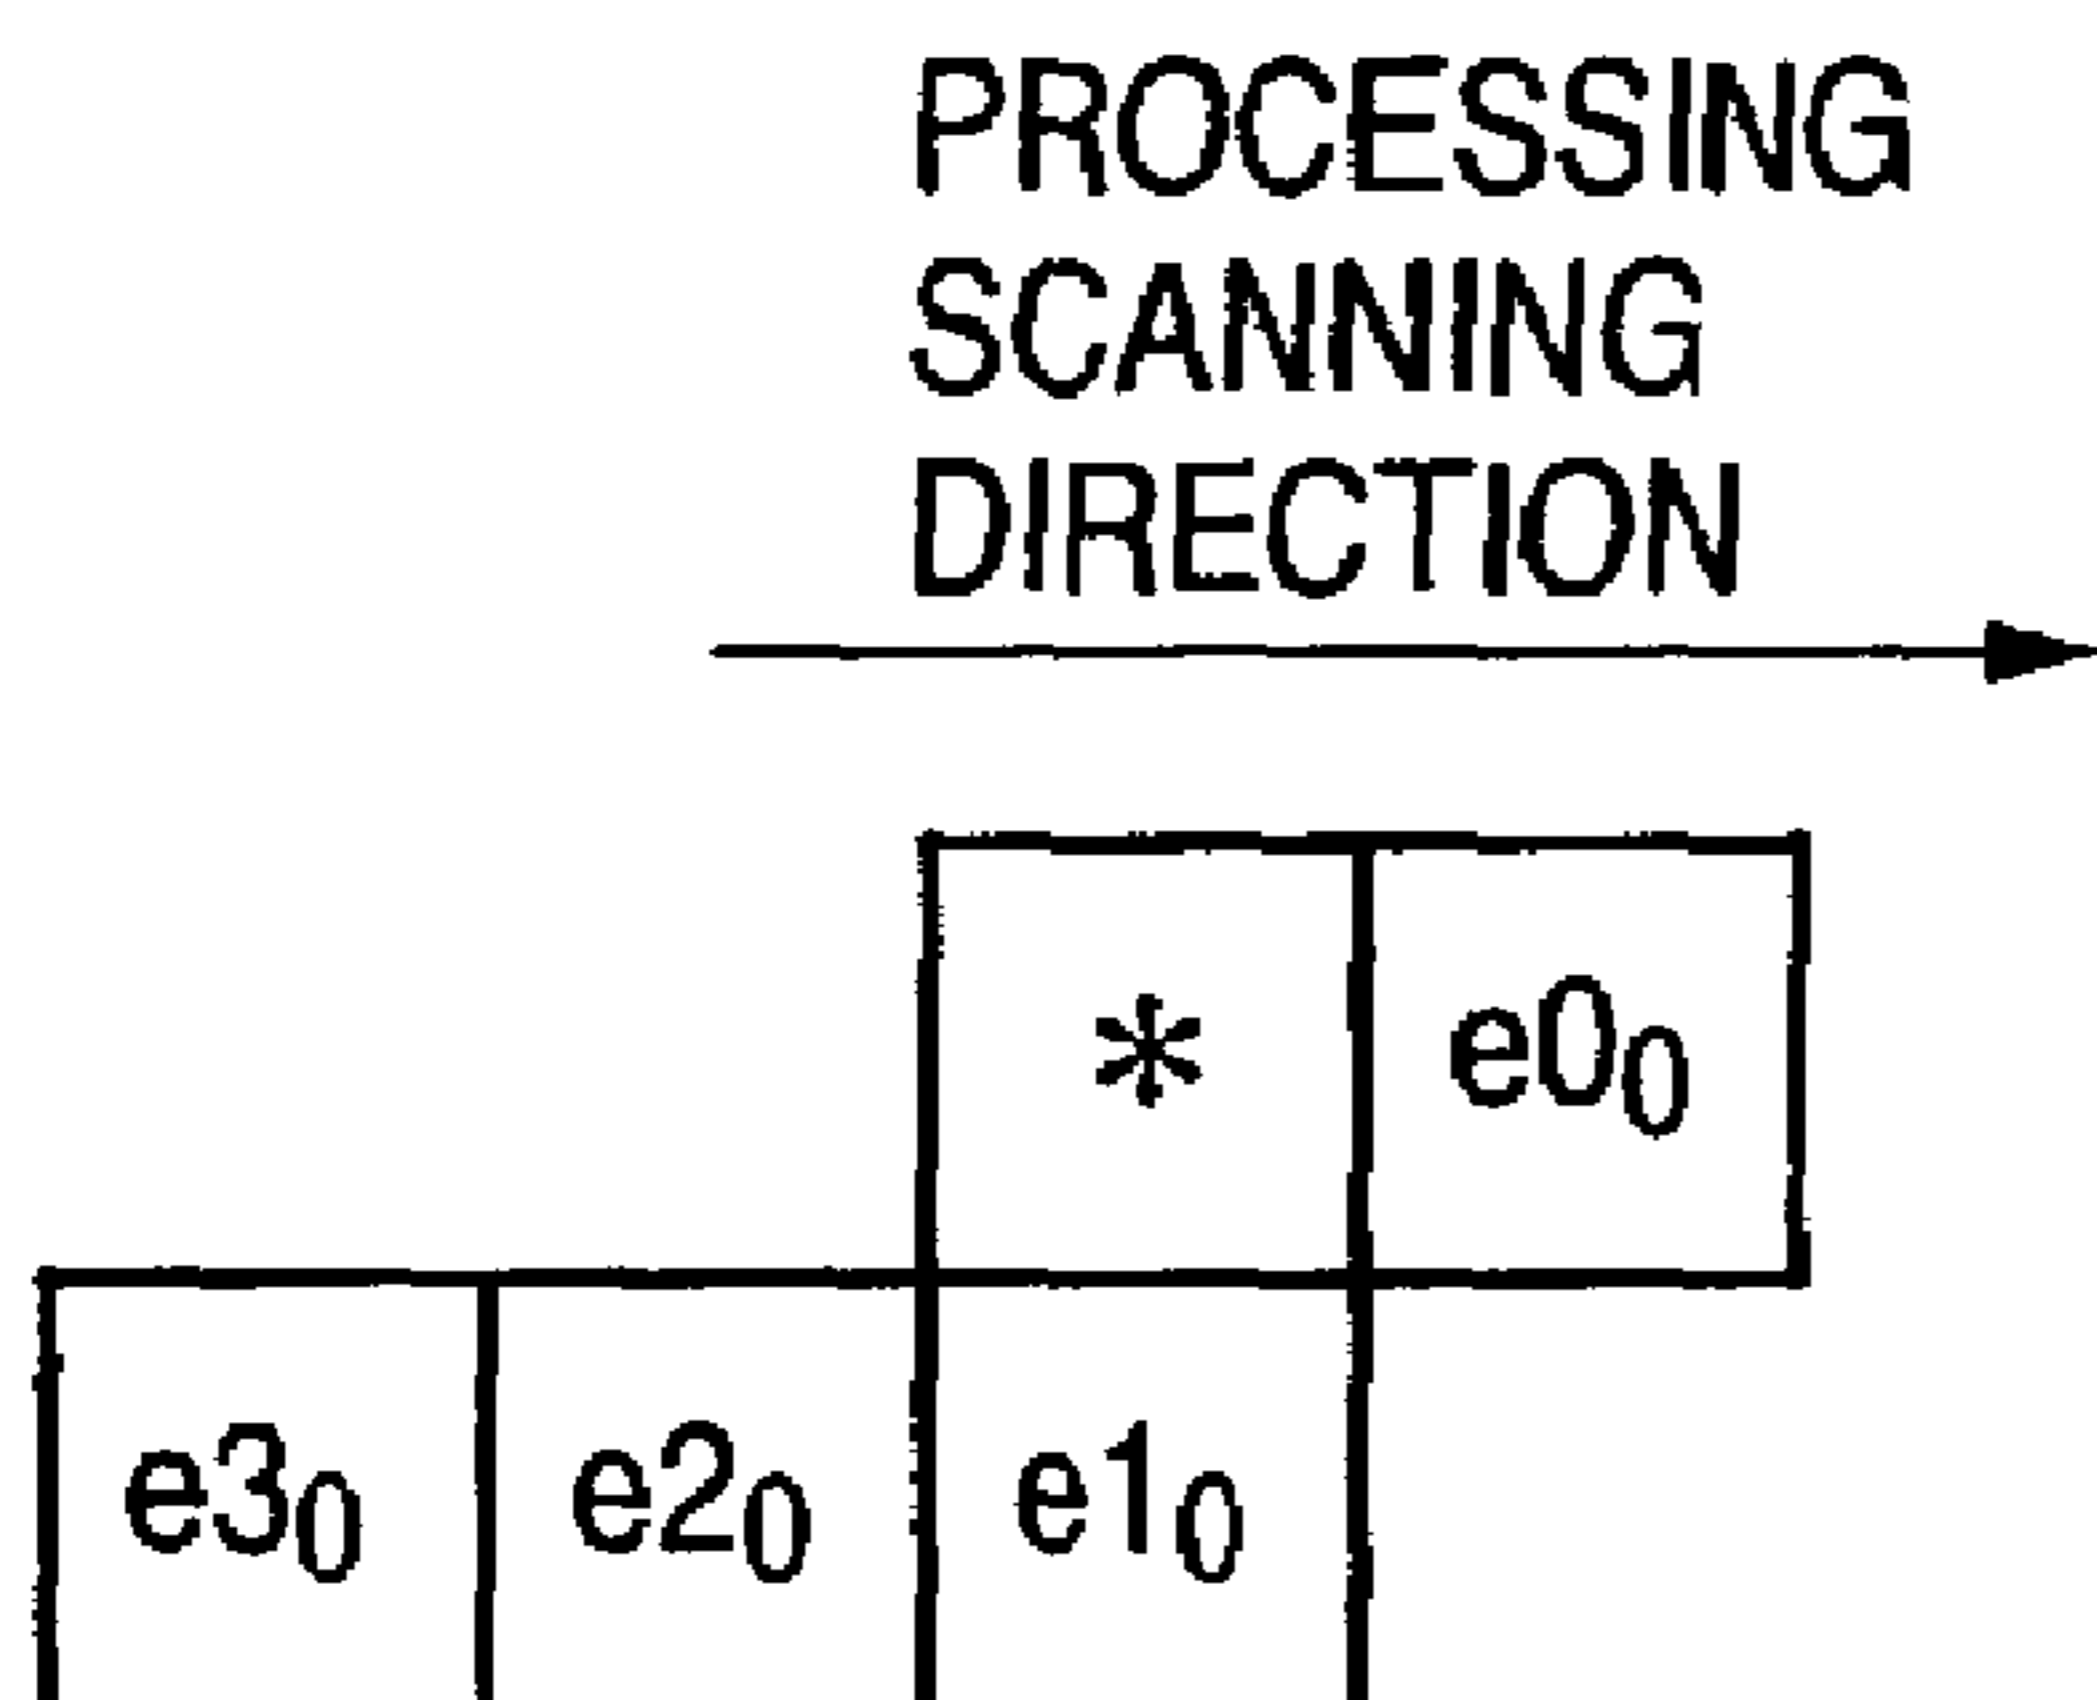 PROCESSING
SCANNING
DIRECTION
* e0₀
e3₀ e2₀ e1₀